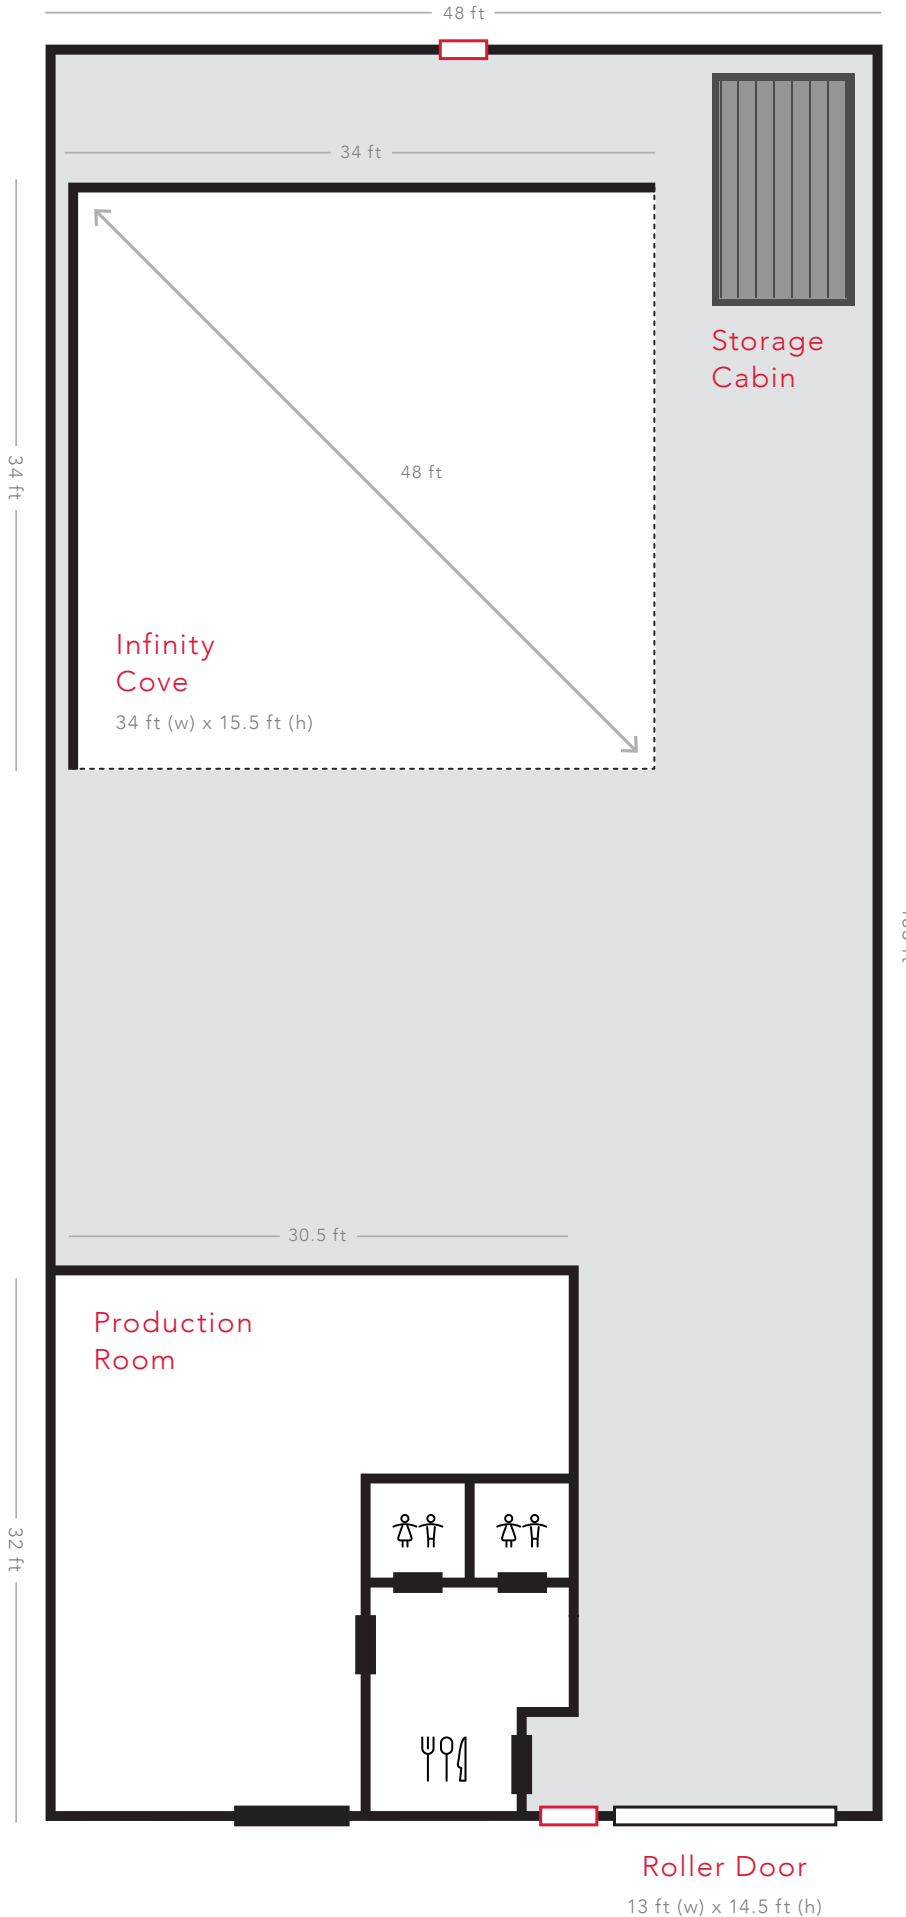 48 ft
34 ft
Storage
Cabin
34 ft
48 ft
Infinity
Cove
34 ft (w) x 15.5 ft (h)
30.5 ft
Production
Room
32 ft
Roller Door
13 ft (w) x 14.5 ft (h)